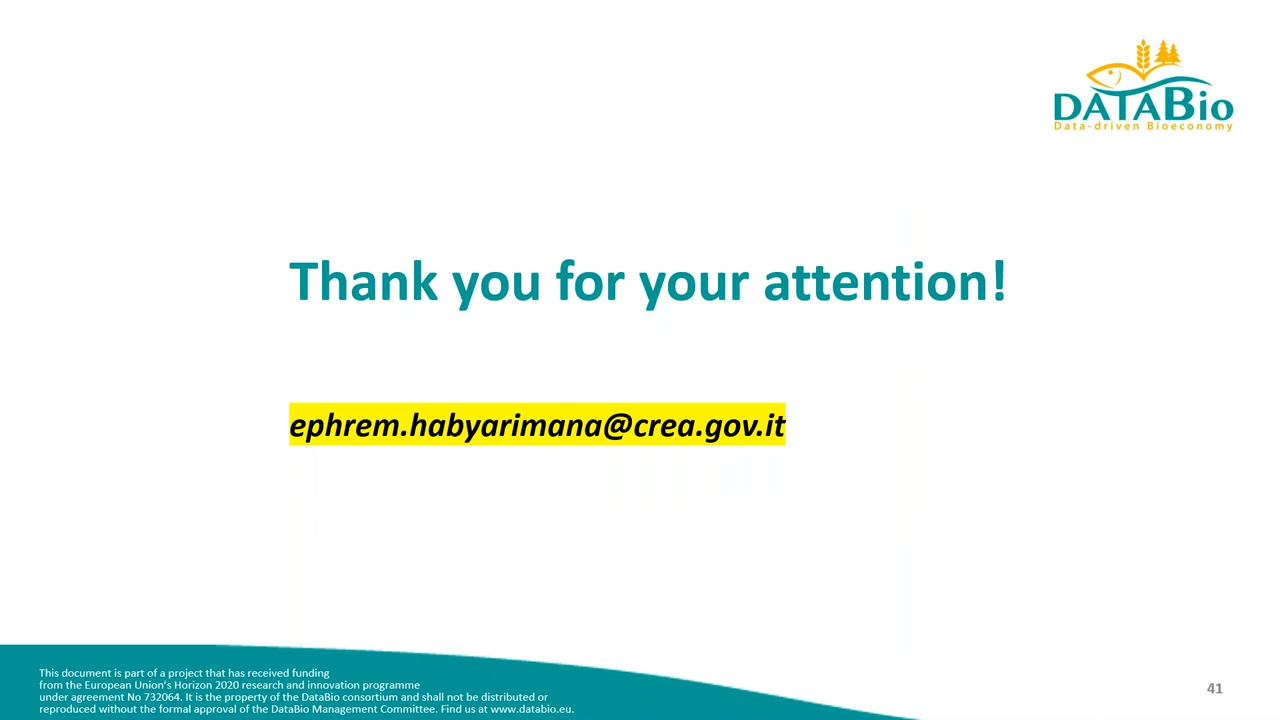 DATABio
Data-driven Bioeconomy
Thank you for your attention!
ephrem.habyarimana@crea.gov.it
This document is part of a project that has received funding
from the European Union's Horizon 2020 research and innovation programme
under agreement No 732064. It is the property of the DataBio consortium and shall not be distributed or
reproduced without the formal approval of the DataBio Management Committee. Find us at www.databio.eu.
41